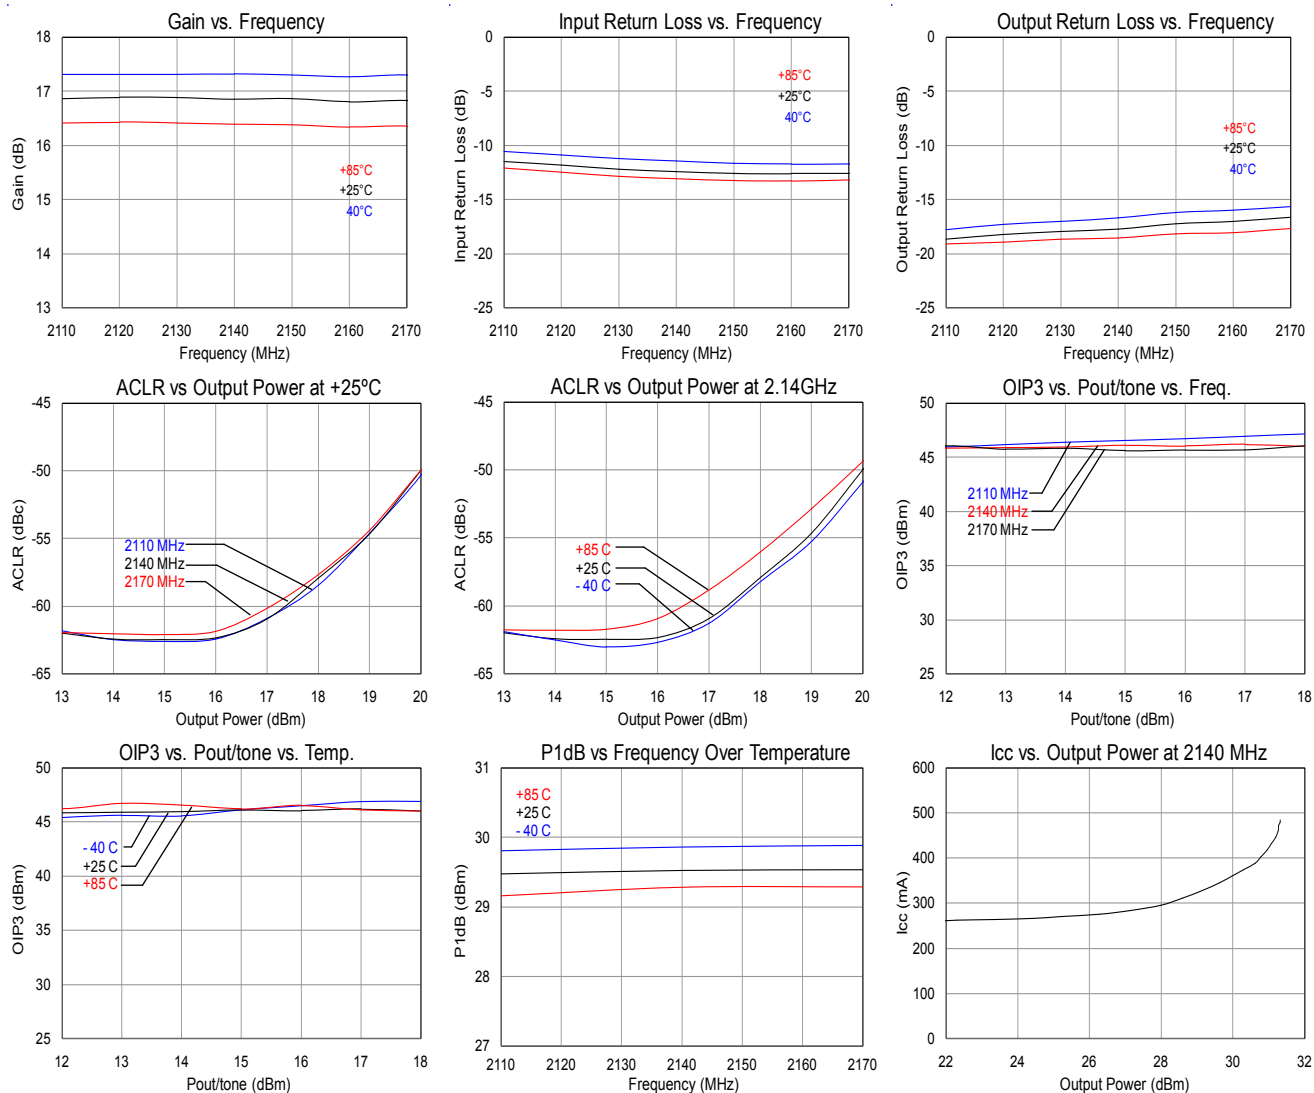 Gain vs. Frequency
18
17
16
15
14
13
Gain (dB)
+85°C
+25°C
40°C
2110 2120 2130 2140 2150 2160 2170
Frequency (MHz)
Input Return Loss vs. Frequency
0
-5
-10
-15
-20
-25
Input Return Loss (dB)
+85°C
+25°C
40°C
2110 2120 2130 2140 2150 2160 2170
Frequency (MHz)
Output Return Loss vs. Frequency
0
-5
-10
-15
-20
-25
Output Return Loss (dB)
+85°C
+25°C
40°C
2110 2120 2130 2140 2150 2160 2170
Frequency (MHz)
ACLR vs Output Power at +25ºC
-45
-50
-55
-60
-65
ACLR (dBc)
2110 MHz
2140 MHz
2170 MHz
13 14 15 16 17 18 19 20
Output Power (dBm)
ACLR vs Output Power at 2.14GHz
-45
-50
-55
-60
-65
ACLR (dBc)
+85 C
+25 C
- 40 C
13 14 15 16 17 18 19 20
Output Power (dBm)
OIP3 vs. Pout/tone vs. Freq.
50
45
40
35
30
25
OIP3 (dBm)
2110 MHz
2140 MHz
2170 MHz
12 13 14 15 16 17 18
Pout/tone (dBm)
OIP3 vs. Pout/tone vs. Temp.
50
45
40
35
30
25
OIP3 (dBm)
- 40 C
+25 C
+85 C
12 13 14 15 16 17 18
Pout/tone (dBm)
P1dB vs Frequency Over Temperature
31
30
29
28
27
P1dB (dBm)
+85 C
+25 C
- 40 C
2110 2120 2130 2140 2150 2160 2170
Frequency (MHz)
Icc vs. Output Power at 2140 MHz
600
500
400
300
200
100
0
Icc (mA)
22 24 26 28 30 32
Output Power (dBm)